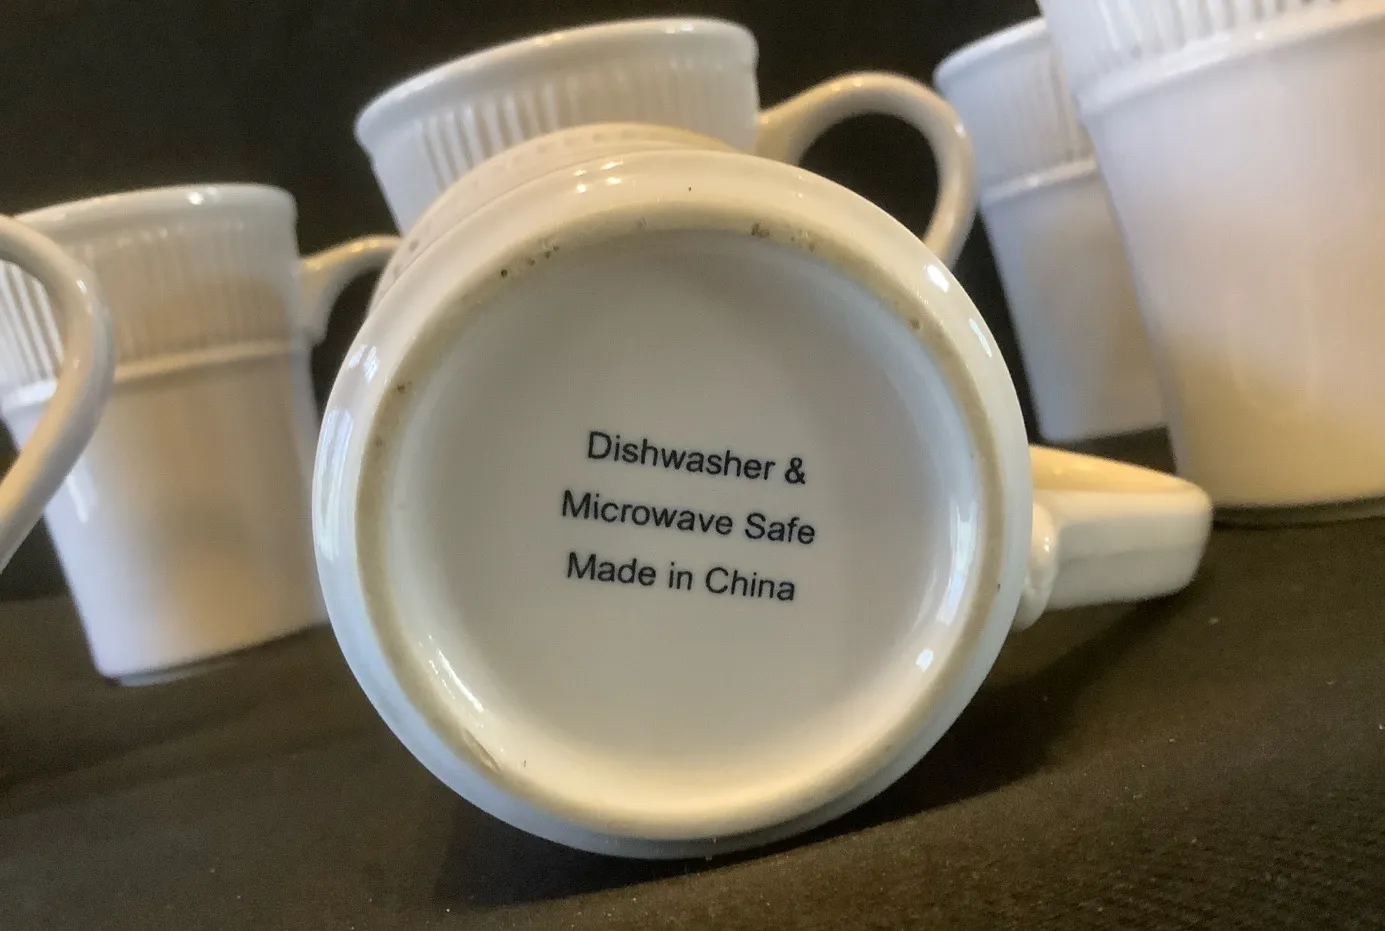 Dishwasher &
Microwave Safe
Made in China